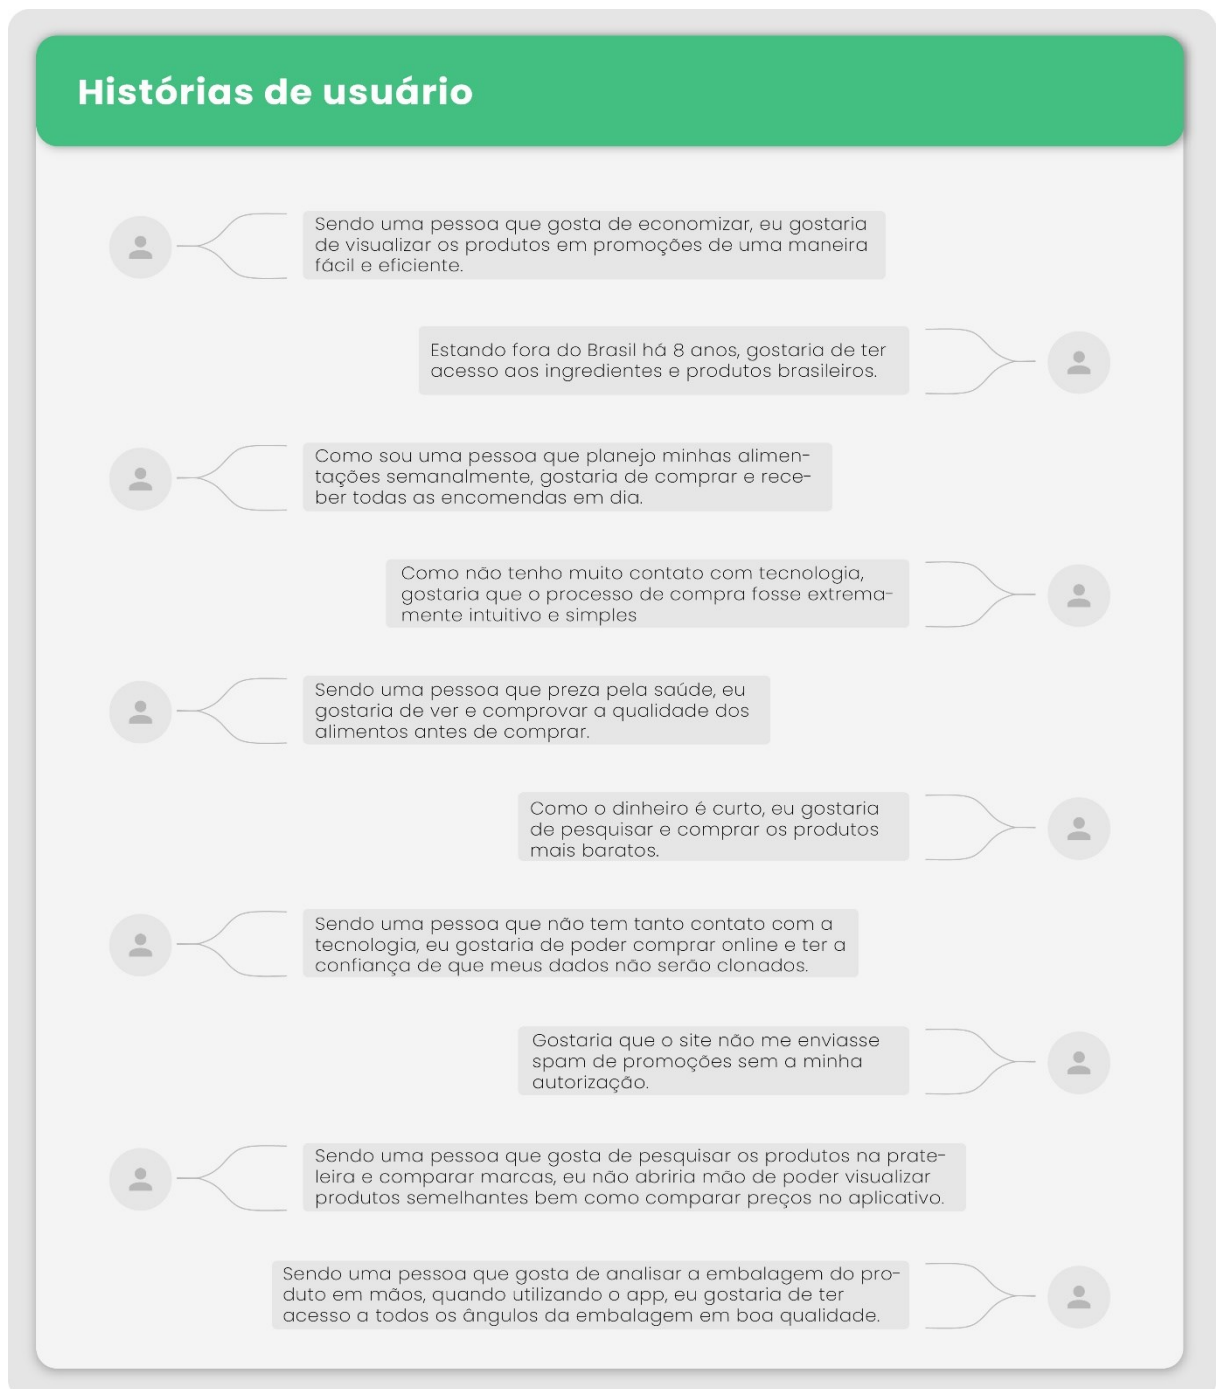 Histórias de usuário
Sendo uma pessoa que gosta de economizar, eu gostaria
de visualizar os produtos em promoções de uma maneira
fácil e eficiente.
Estando fora do Brasil há 8 anos, gostaria de ter
acesso aos ingredientes e produtos brasileiros.
Como sou uma pessoa que planejo minhas alimen-
tações semanalmente, gostaria de comprar e rece-
ber todas as encomendas em dia.
Como não tenho muito contato com tecnologia,
gostaria que o processo de compra fosse extrema-
mente intuitivo e simples
Sendo uma pessoa que preza pela saúde, eu
gostaria de ver e comprovar a qualidade dos
alimentos antes de comprar.
Como o dinheiro é curto, eu gostaria
de pesquisar e comprar os produtos
mais baratos.
Sendo uma pessoa que não tem tanto contato com a
tecnologia, eu gostaria de poder comprar online e ter a
confiança de que meus dados não serão clonados.
Gostaria que o site não me enviasse
spam de promoções sem a minha
autorização.
Sendo uma pessoa que gosta de pesquisar os produtos na prate-
leira e comparar marcas, eu não abriria mão de poder visualizar
produtos semelhantes bem como comparar preços no aplicativo.
Sendo uma pessoa que gosta de analisar a embalagem do pro-
duto em mãos, quando utilizando o app, eu gostaria de ter
acesso a todos os ângulos da embalagem em boa qualidade.